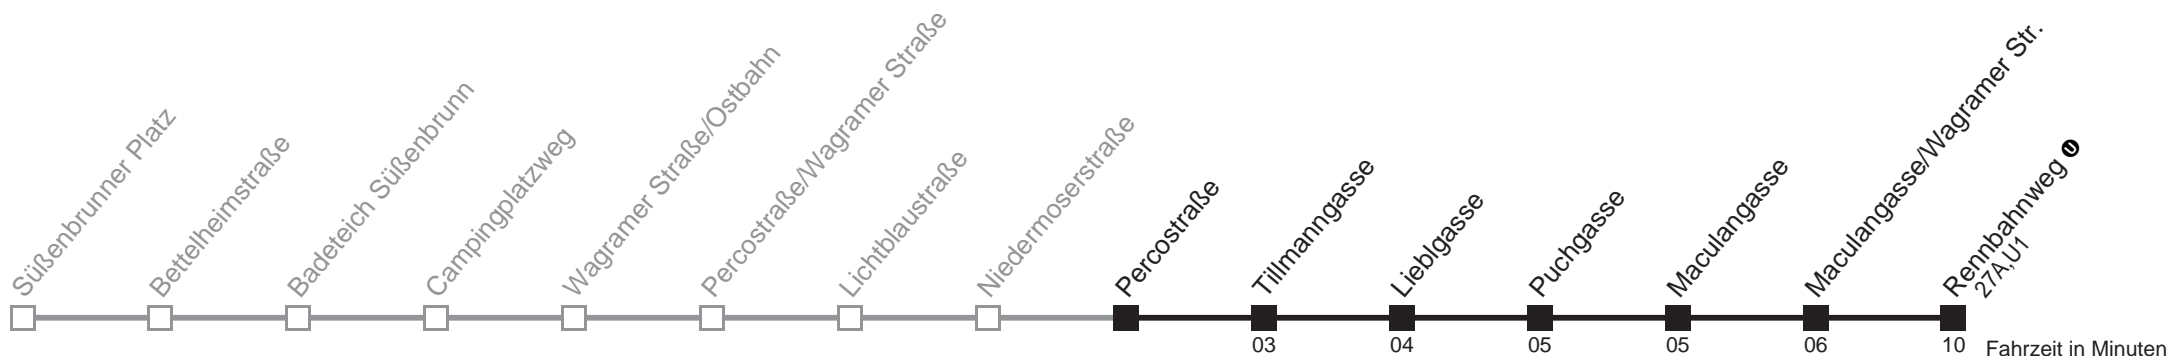 Süßenbrunner Platz
Bettelheimstraße
Badeteich Süßenbrunn
Campingplatzweg
Wagramer Straße/Ostbahn
Percostraße/Wagramer Straße
Lichtblaustraße
Niedermoserstraße
Percostraße
Tillmanngasse
Lieblgasse
Puchgasse
Maculangasse
Maculangasse/Wagramer Str.
Rennbahnweg U
27A,U1
03 04 05 05 06 10 Fahrzeit in Minuten